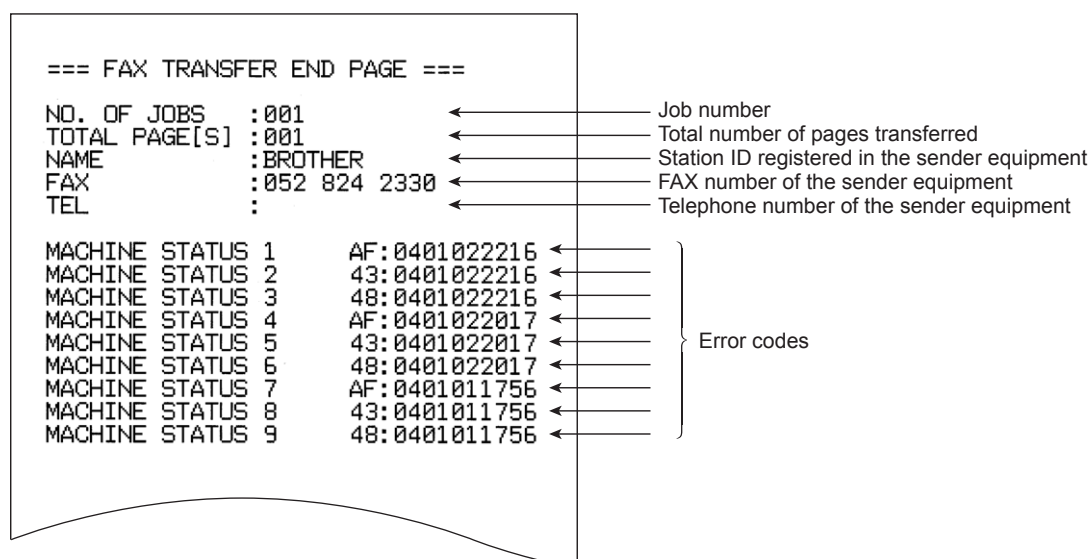 === FAX TRANSFER END PAGE ===
NO. OF JOBS :001 Job number
TOTAL PAGE[S] :001 Total number of pages transferred
NAME :BROTHER Station ID registered in the sender equipment
FAX :052 824 2330 FAX number of the sender equipment
TEL : Telephone number of the sender equipment
MACHINE STATUS 1 AF:0401022216
MACHINE STATUS 2 43:0401022216
MACHINE STATUS 3 48:0401022216
MACHINE STATUS 4 AF:0401022017
MACHINE STATUS 5 43:0401022017 Error codes
MACHINE STATUS 6 48:0401022017
MACHINE STATUS 7 AF:0401011756
MACHINE STATUS 8 43:0401011756
MACHINE STATUS 9 48:0401011756